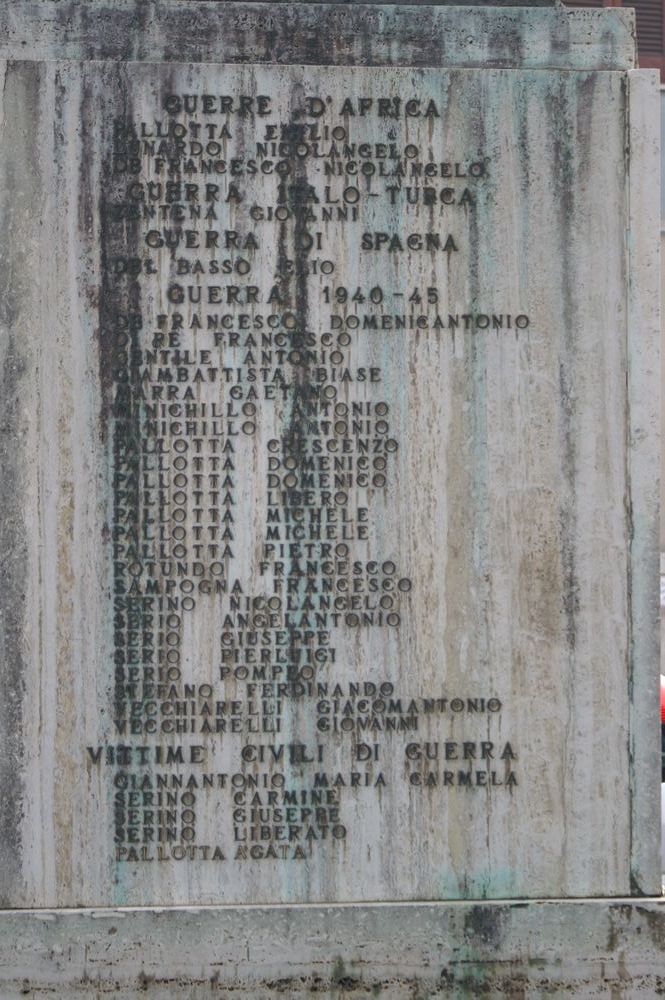 GUERRE D'AFRICA
PALLOTTA EMILIO
LUNARDO NICOLANGELO
DE FRANCESCO NICOLANGELO
GUERRA ITALO-TURCA
CENTENA GIOVANNI
GUERRA DI SPAGNA
DEL BASSO ELIO
GUERRA 1940-45
DE FRANCESCO DOMENICANTONIO
D RE FRANCESCO
GENTILE ANTONIO
GIAMBATTISTA BIASE
MARRA GAETANO
MINICHILLO ANTONIO
MINICHILLO ANTONIO
PALLOTTA CRESCENZO
PALLOTTA DOMENICO
PALLOTTA DOMENICO
PALLOTTA LIBERO
PALLOTTA MICHELE
PALLOTTA MICHELE
PALLOTTA PIETRO
ROTUNDO FRANCESCO
SAMPOGNA FRANCESCO
SERINO NICOLANGELO
SERIO ANGELANTONIO
SERIO GIUSEPPE
SERIO PIERLUIGI
SERIO POMPEO
STEFANO FERDINANDO
VECCHIARELLI GIACOMANTONIO
VECCHIARELLI GIOVANNI
VITTIME CIVILI DI GUERRA
GIANNANTONIO MARIA CARMELA
SERINO CARMINE
SERINO GIUSEPPE
SERINO LIBERATO
PALLOTTA AGATA